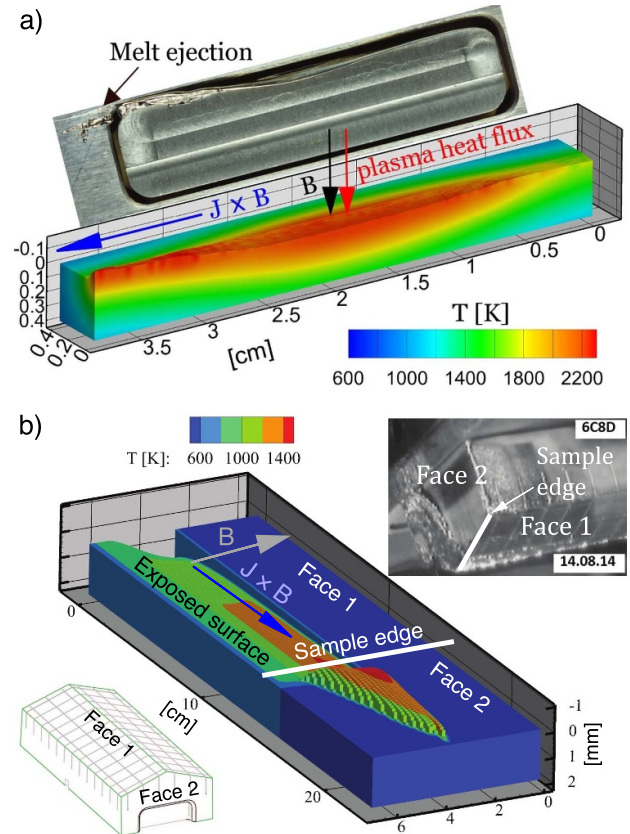 a)
Melt ejection
B
plasma heat flux
J × B
-0.1
0
0.1
0.2
0.3
0.4
0.4
0.2
0
3.5
3
2.5
2
1.5
1
0.5
0
[cm]
T [K]
600 1000 1400 1800 2200
b)
T [K]: 600 1000 1400
6C8D
Face 2
Sample
edge
Face 1
14.08.14
B
J × B
Face 1
Exposed surface
Sample edge
Face 2
0
10
20
[cm]
-1
0
1
2
[mm]
6 4 2 0
Face 1
Face 2